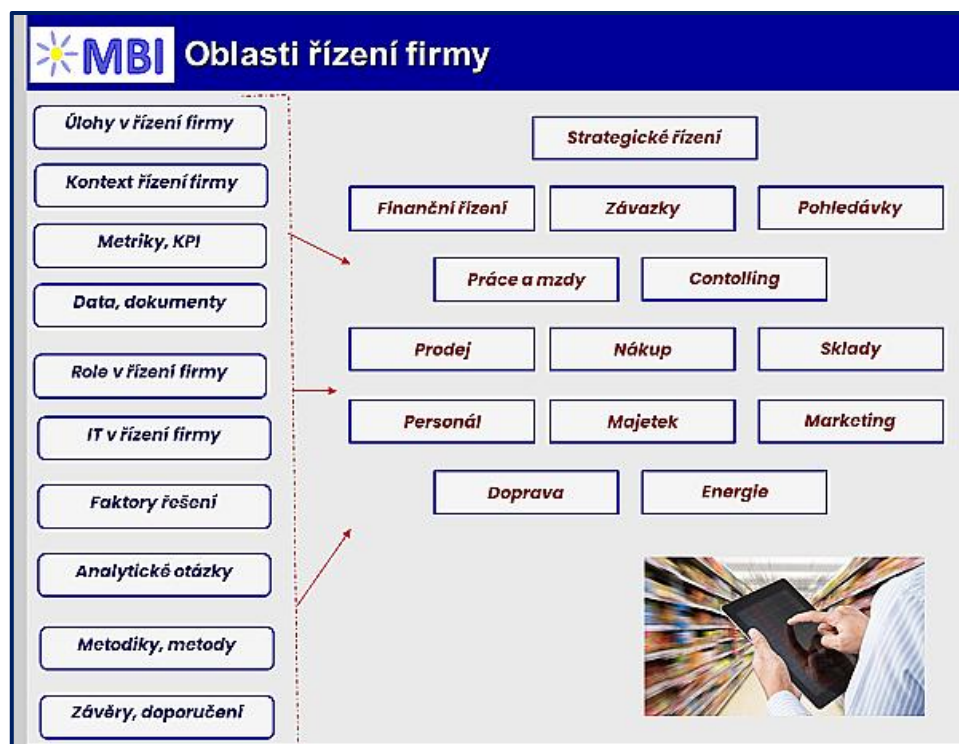 MBI Oblasti řízení firmy
Úlohy v řízení firmy
Kontext řízení firmy
Metriky, KPI
Data, dokumenty
Role v řízení firmy
IT v řízení firmy
Faktory řešení
Analytické otázky
Metodiky, metody
Závěry, doporučení
Strategické řízení
Finanční řízení
Závazky
Pohledávky
Práce a mzdy
Contolling
Prodej
Nákup
Sklady
Personál
Majetek
Marketing
Doprava
Energie